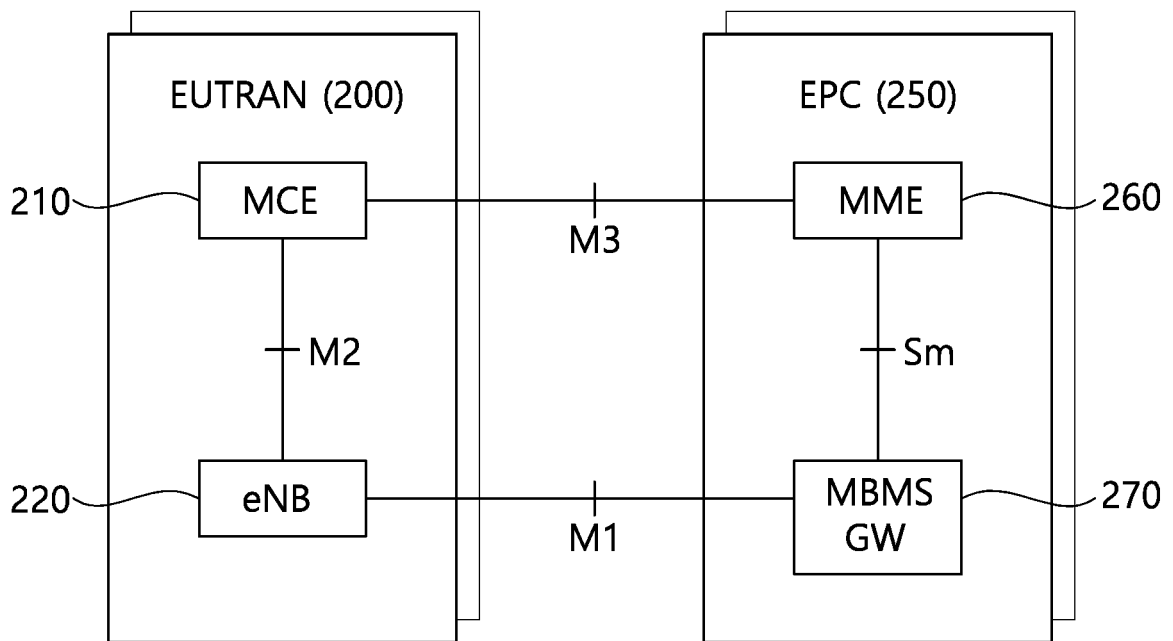 EUTRAN (200)
EPC (250)
210
MCE
M3
MME
260
M2
Sm
220
eNB
M1
MBMS
GW
270